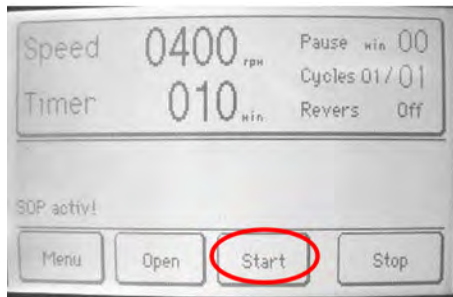 Speed 0400 rpm Pause min 00
Cycles 01/01
Timer 010 min Revers Off
SOP activ!
Menu Open Start Stop